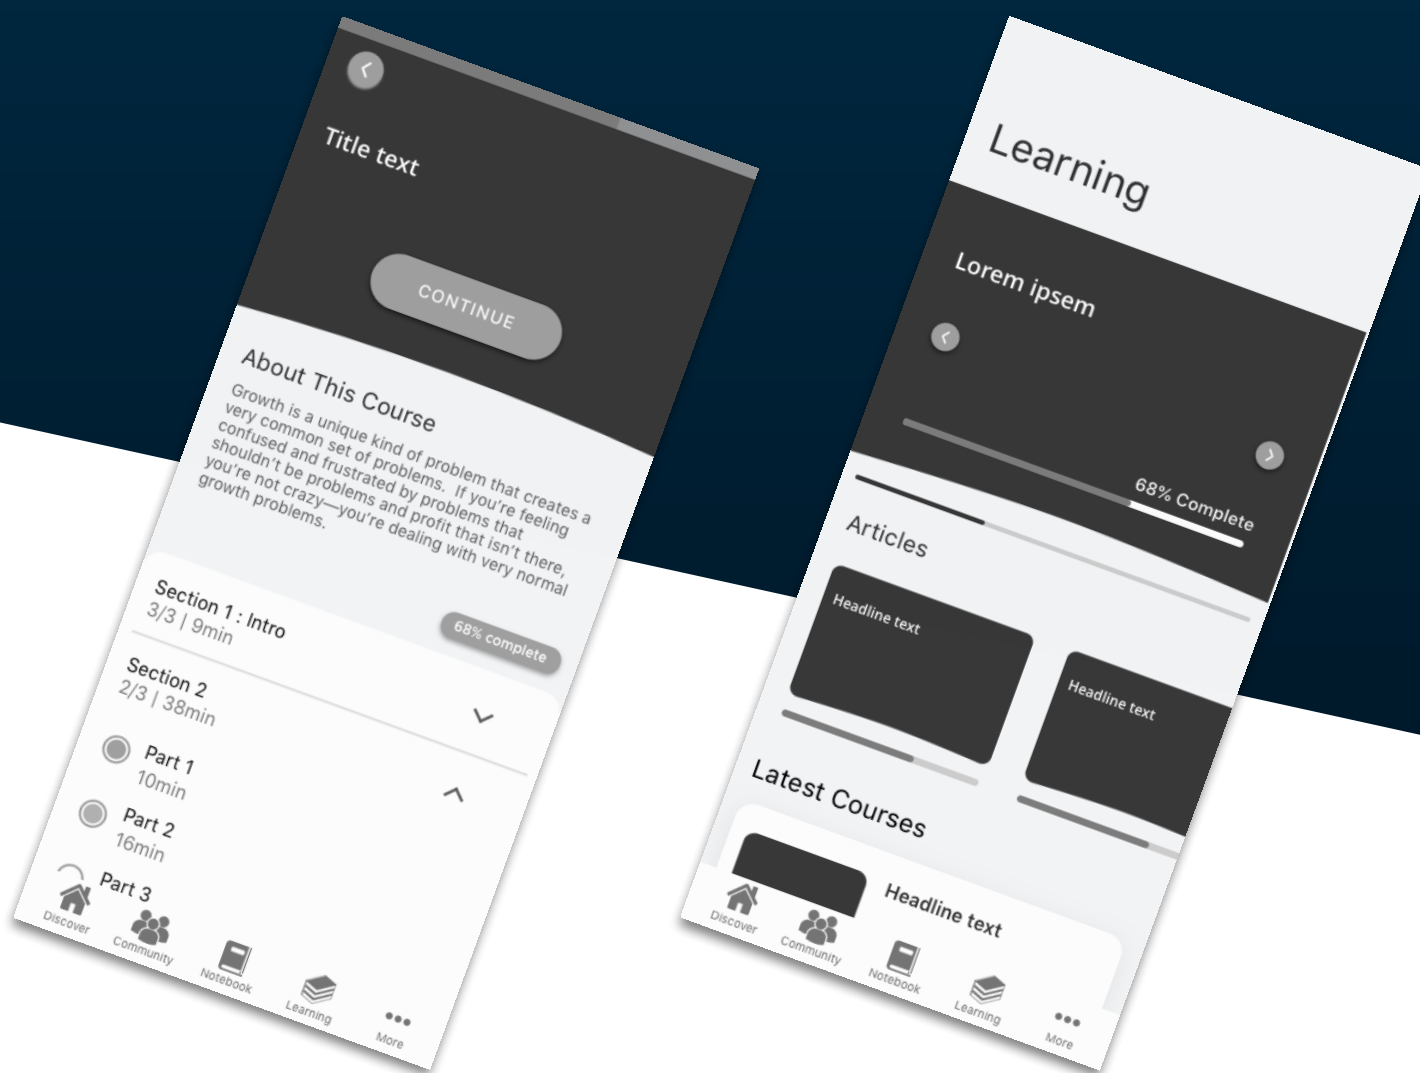 Title text
CONTINUE
About This Course
Growth is a unique kind of problem that creates a
very common set of problems. If you're feeling
confused and frustrated by problems that
shouldn't be problems and profit that isn't there,
you're not crazy—you're dealing with very normal
growth problems.
68% complete
Section 1 : Intro
3/3 | 9min
Section 2
2/3 | 38min
Part 1
10min
Part 2
16min
Part 3
Discover
Community
Notebook
Learning
More
Learning
Lorem ipsem
68% Complete
Articles
Headline text
Headline text
Latest Courses
Headline text
Discover
Community
Notebook
Learning
More